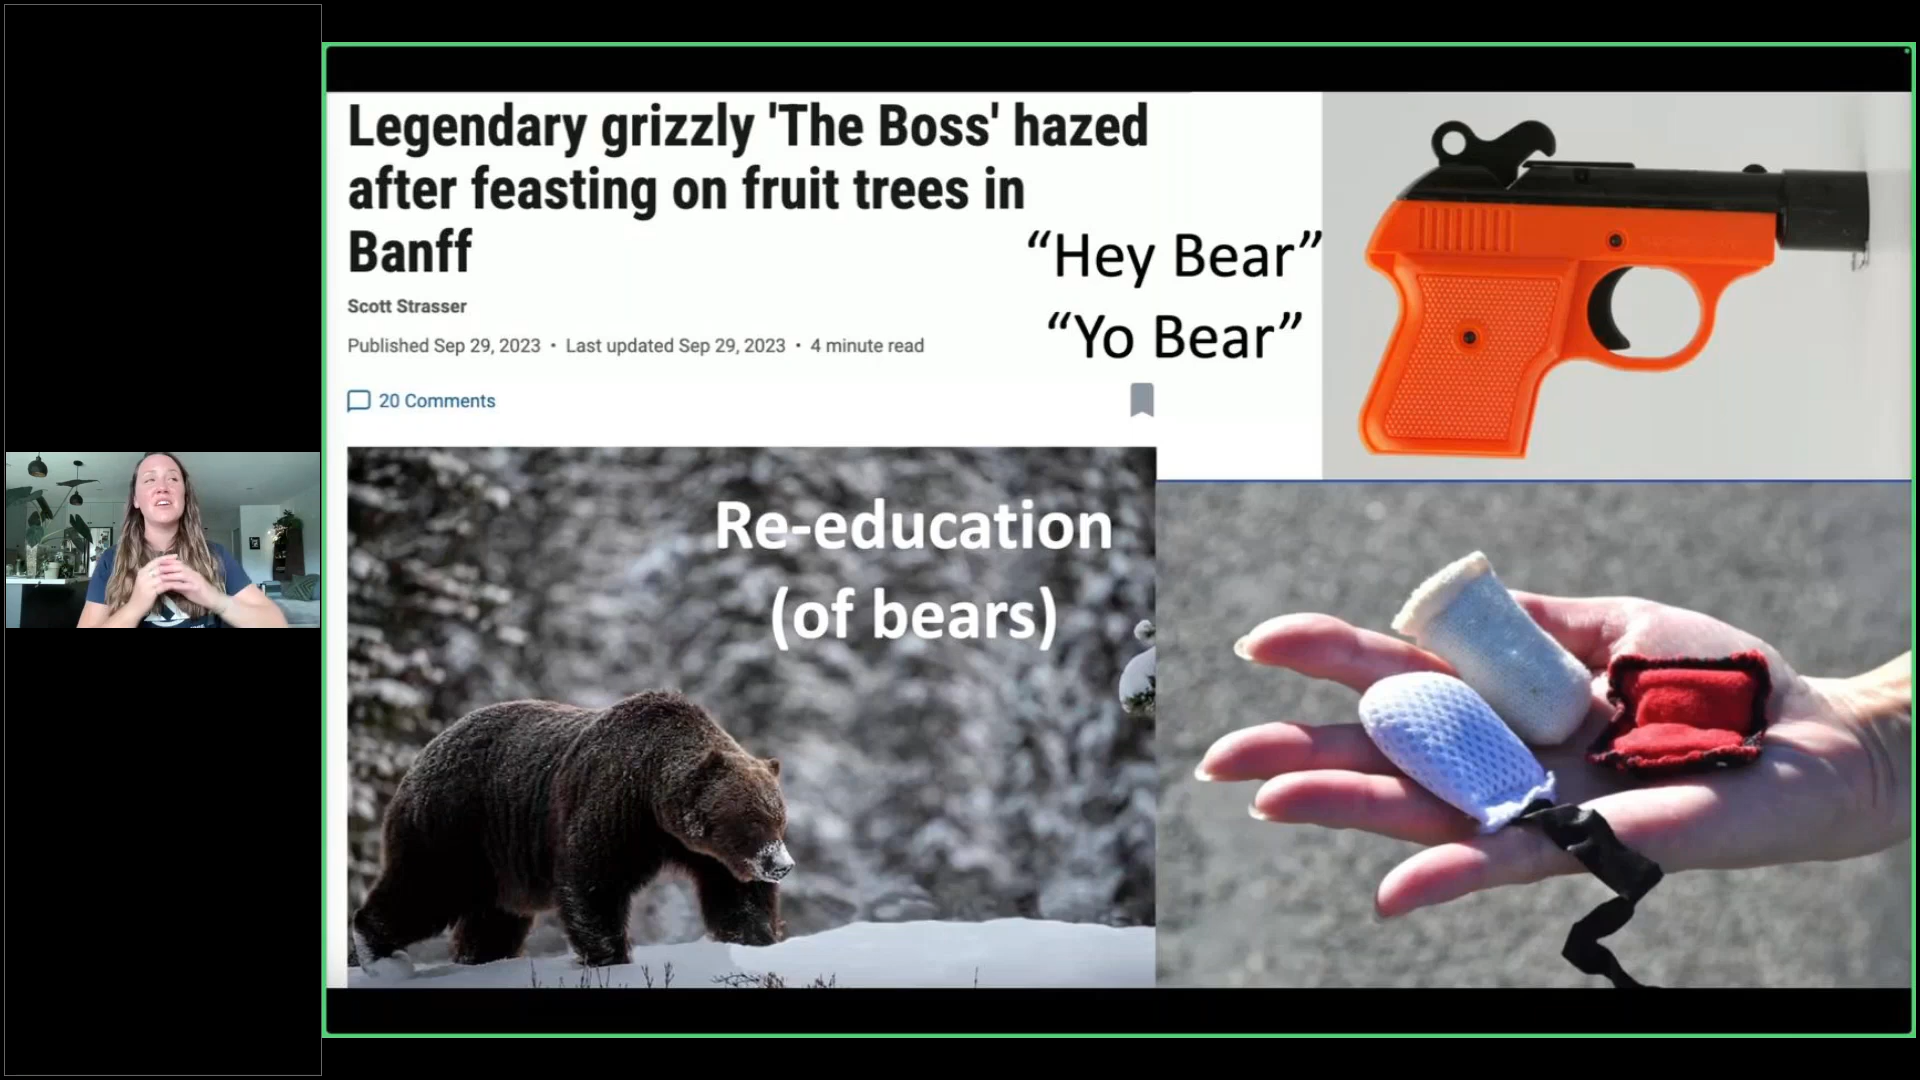 Legendary grizzly 'The Boss' hazed
after feasting on fruit trees in
Banff
Scott Strasser
Published Sep 29, 2023 • Last updated Sep 29, 2023 • 4 minute read
20 Comments
“Hey Bear”
“Yo Bear”
Re-education
(of bears)